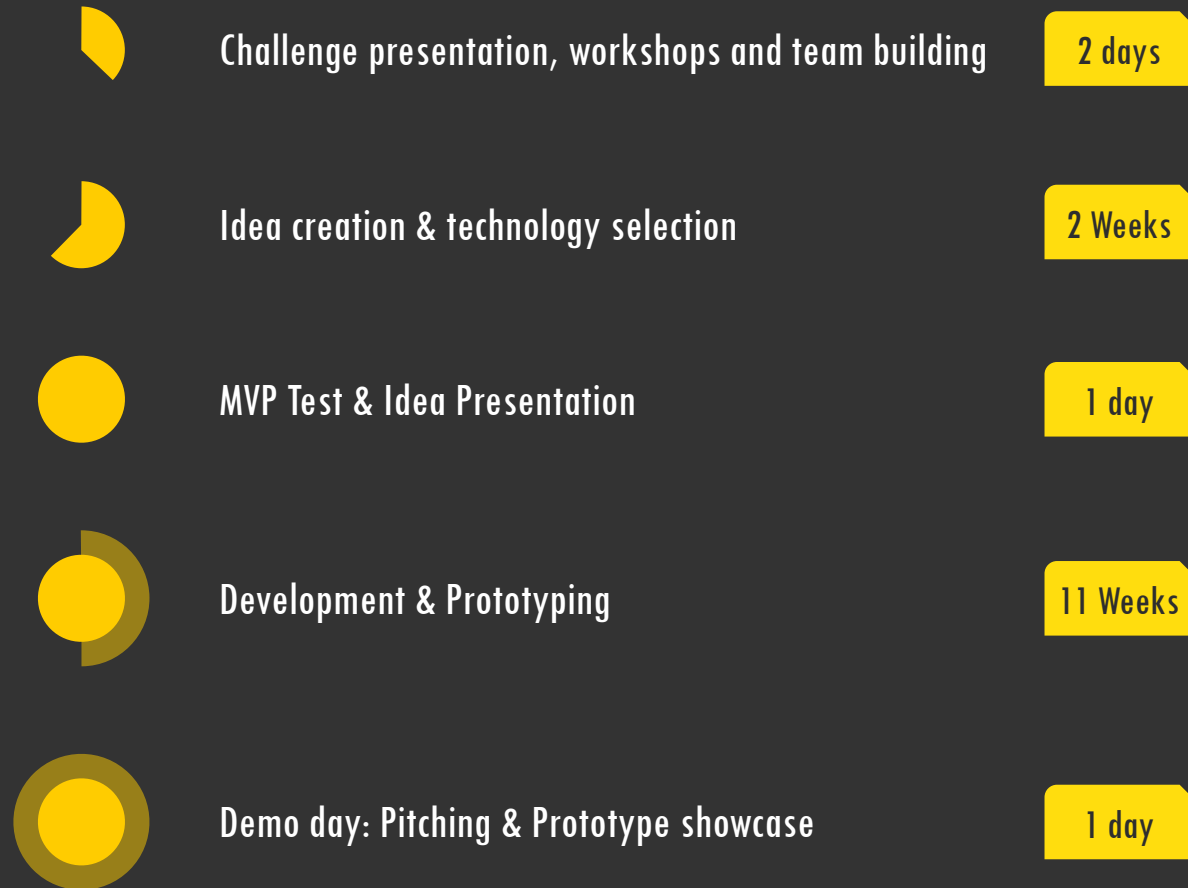 Challenge presentation, workshops and team building
2 days
Idea creation & technology selection
2 Weeks
MVP Test & Idea Presentation
1 day
Development & Prototyping
11 Weeks
Demo day: Pitching & Prototype showcase
1 day